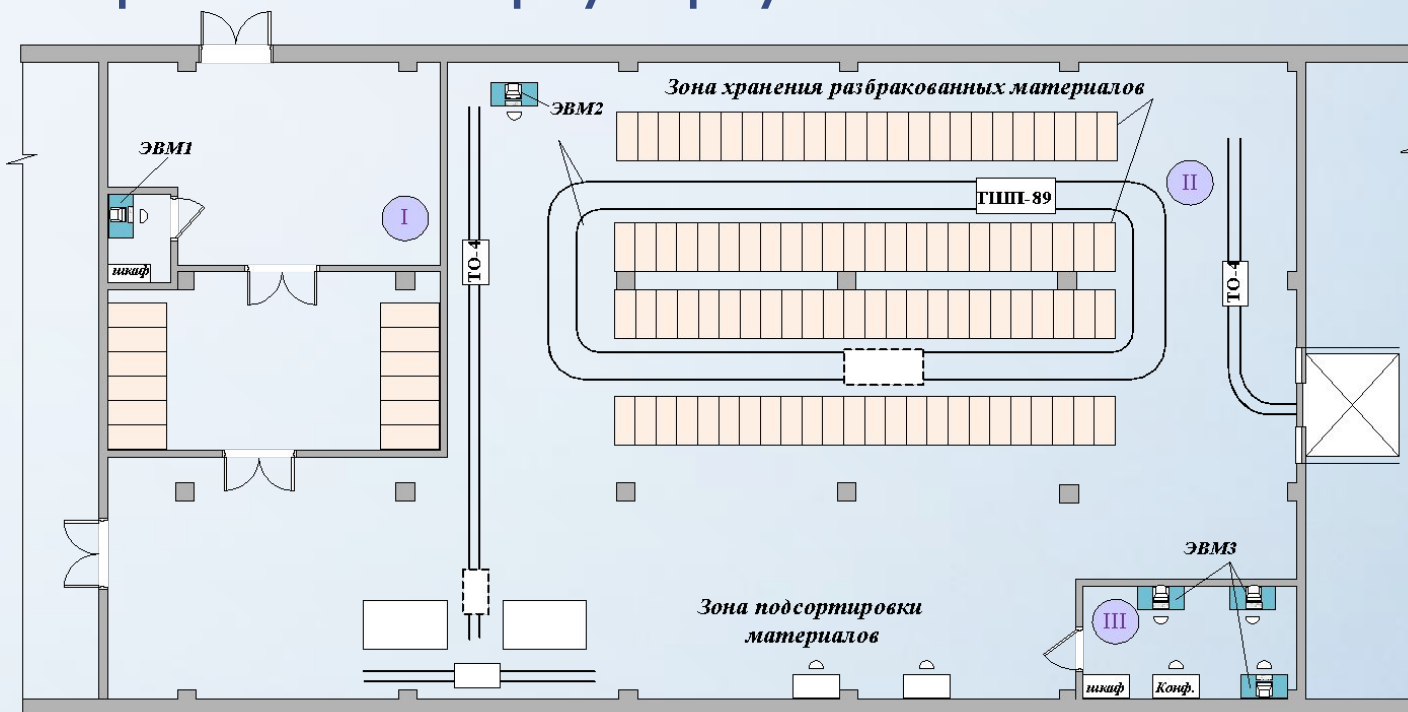 ЭВМ2
Зона хранения разбракованных материалов
ЭВМ1
II
ТШП-89
I
ТО-4
шкаф
ТО-4
ЭВМ3
Зона подсортировки
материалов
III
шкаф
Конф.